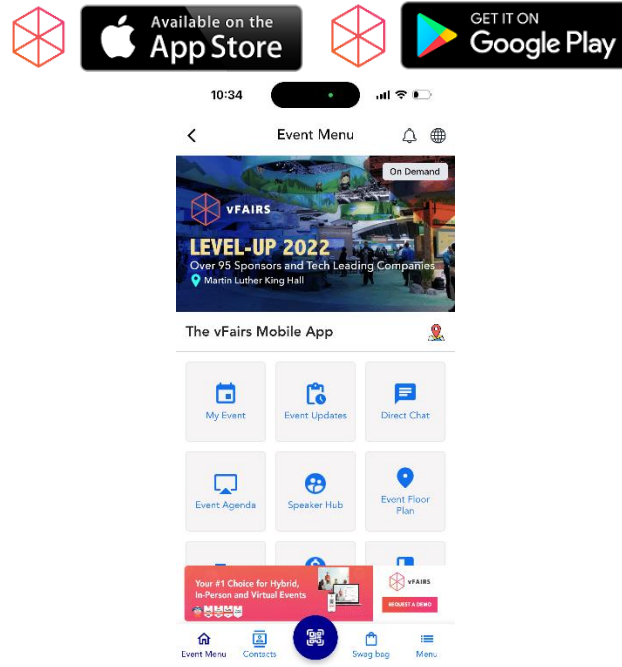 Available on the
App Store
GET IT ON
Google Play
10:34
Event Menu
On Demand
vFAIRS
LEVEL-UP 2022
Over 95 Sponsors and Tech Leading Companies
Martin Luther King Hall
The vFairs Mobile App
My Event
Event Updates
Direct Chat
Event Agenda
Speaker Hub
Event Floor
Plan
Your #1 Choice for Hybrid,
In-Person and Virtual Events
vFAIRS
REQUEST A DEMO
Event Menu
Contacts
Swag bag
Menu